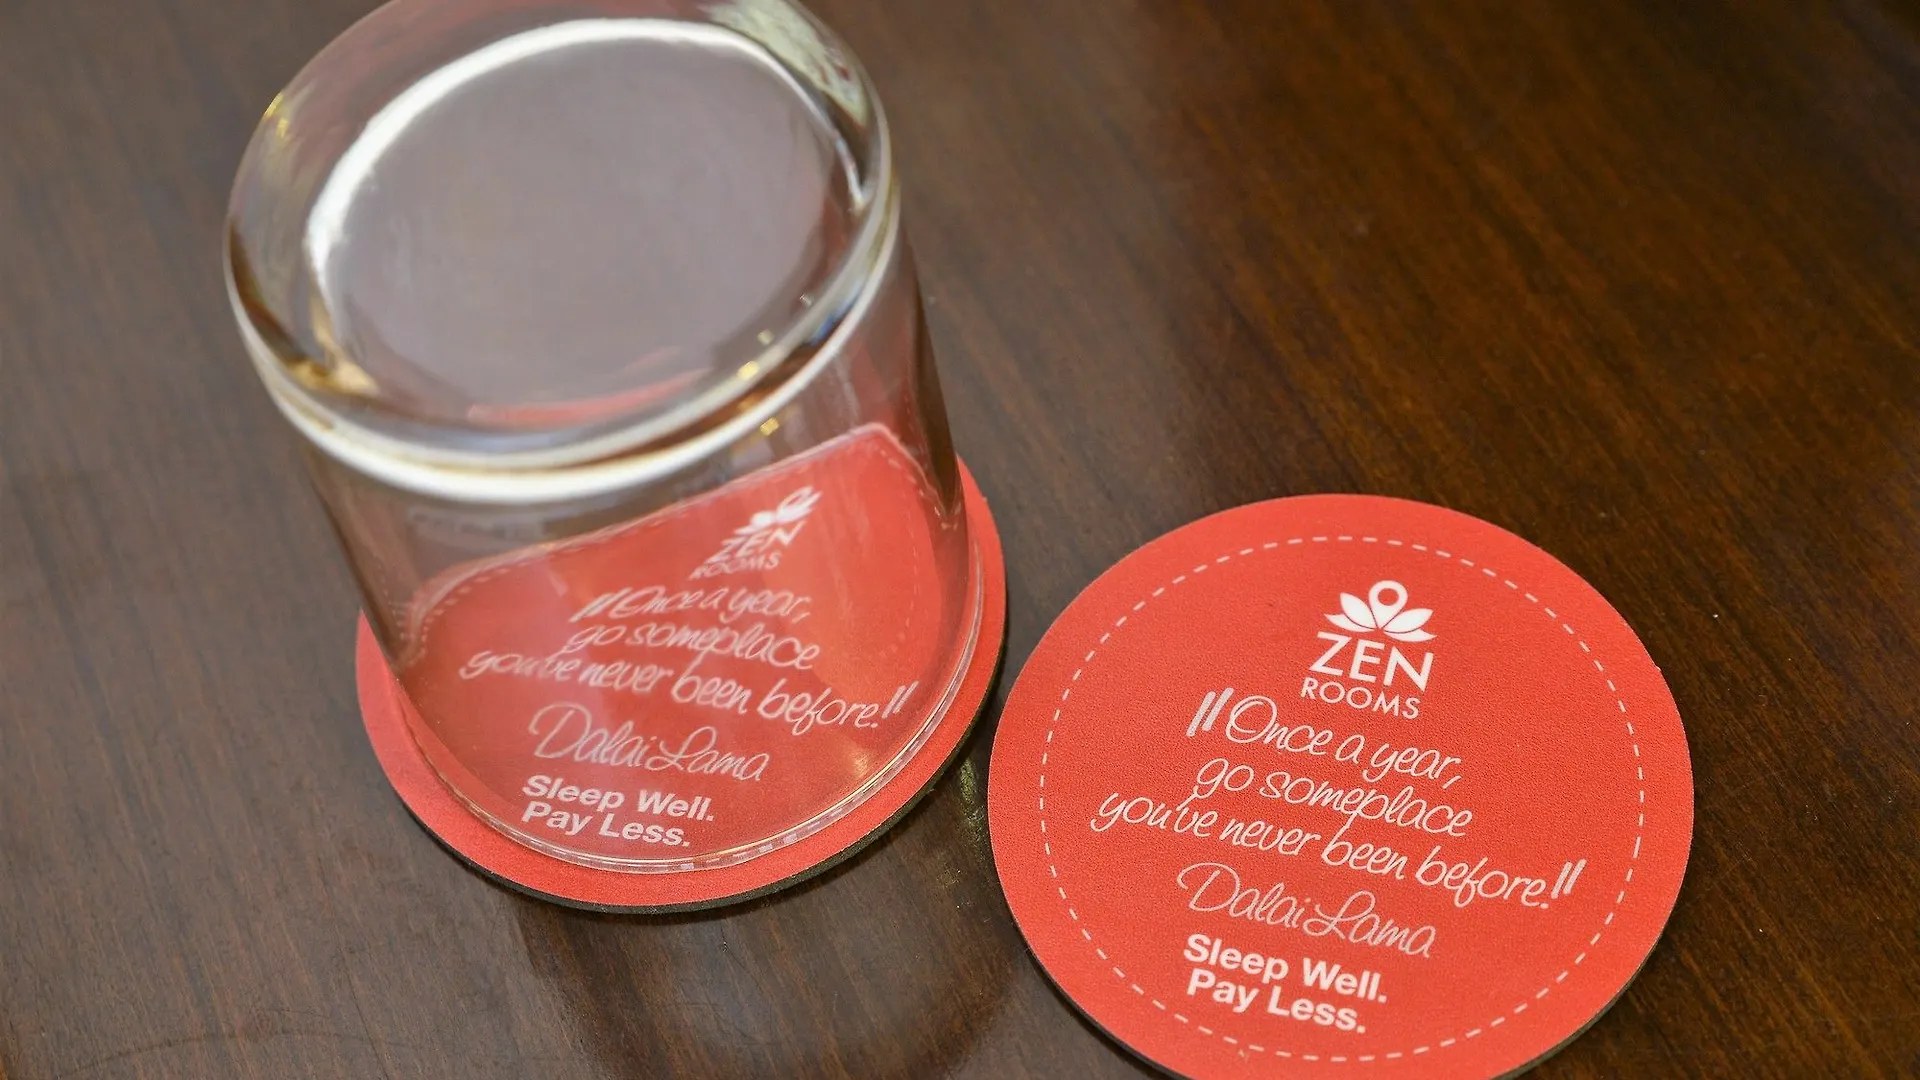 ZEN
ROOMS
"Once a year,
go someplace
you've never been before."
Dalai Lama
Sleep Well.
Pay Less.
ZEN
ROOMS
"Once a year,
go someplace
you've never been before."
Dalai Lama
Sleep Well.
Pay Less.